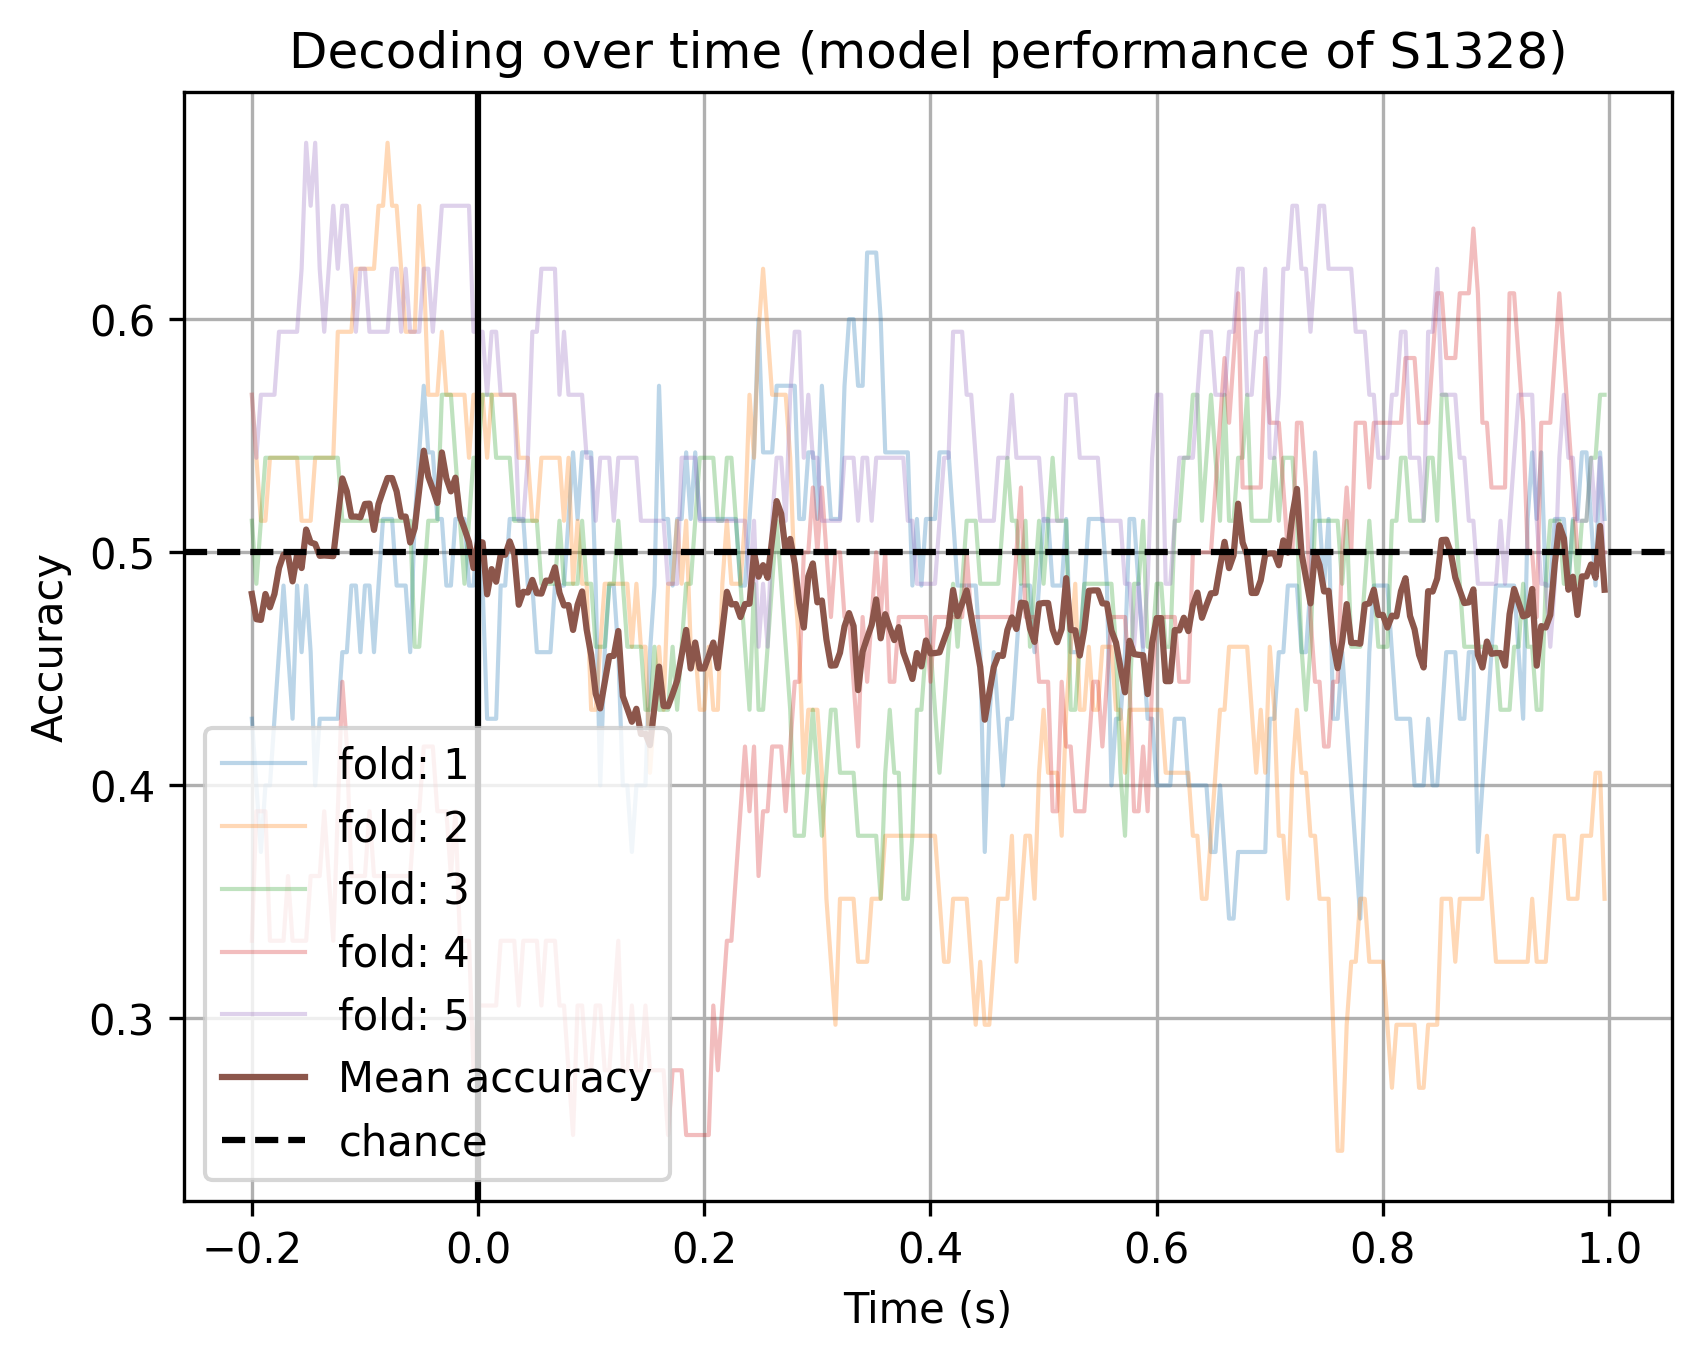 Decoding over time (model performance of S1328)
Accuracy
0.6
0.5
0.4
0.3
fold: 1
fold: 2
fold: 3
fold: 4
fold: 5
Mean accuracy
chance
−0.2 0.0 0.2 0.4 0.6 0.8 1.0
Time (s)